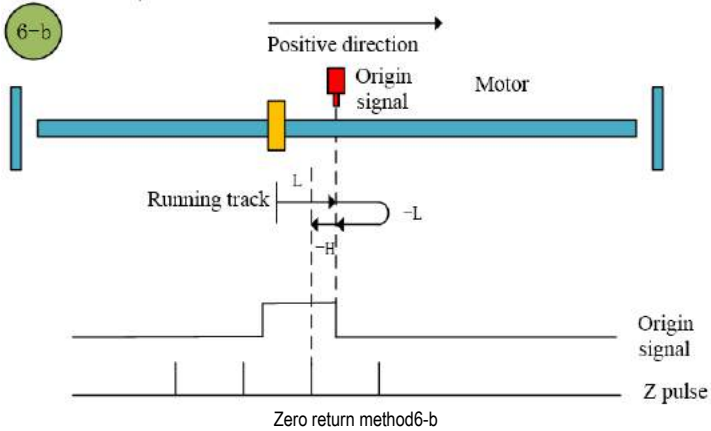 6-b
Positive direction
Origin
signal
Motor
L
Running track
-L
-H
Origin
signal
Z pulse
Zero return method6-b